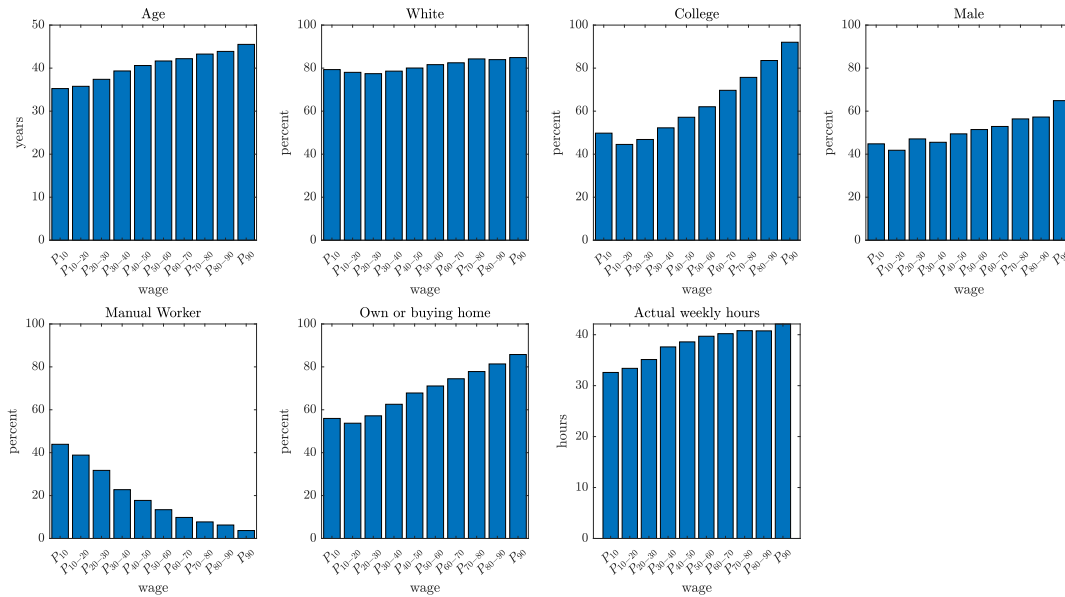 Age
50
40
30
20
10
0
years
P10
P10−20
P20−30
P30−40
P40−50
P50−60
P60−70
P70−80
P80−90
P90
wage
White
100
80
60
40
20
0
percent
P10
P10−20
P20−30
P30−40
P40−50
P50−60
P60−70
P70−80
P80−90
P90
wage
College
100
80
60
40
20
0
percent
P10
P10−20
P20−30
P30−40
P40−50
P50−60
P60−70
P70−80
P80−90
P90
wage
Male
100
80
60
40
20
0
percent
P10
P10−20
P20−30
P30−40
P40−50
P50−60
P60−70
P70−80
P80−90
P90
wage
Manual Worker
100
80
60
40
20
0
percent
P10
P10−20
P20−30
P30−40
P40−50
P50−60
P60−70
P70−80
P80−90
P90
wage
Own or buying home
100
80
60
40
20
0
percent
P10
P10−20
P20−30
P30−40
P40−50
P50−60
P60−70
P70−80
P80−90
P90
wage
Actual weekly hours
40
30
20
10
0
hours
P10
P10−20
P20−30
P30−40
P40−50
P50−60
P60−70
P70−80
P80−90
P90
wage